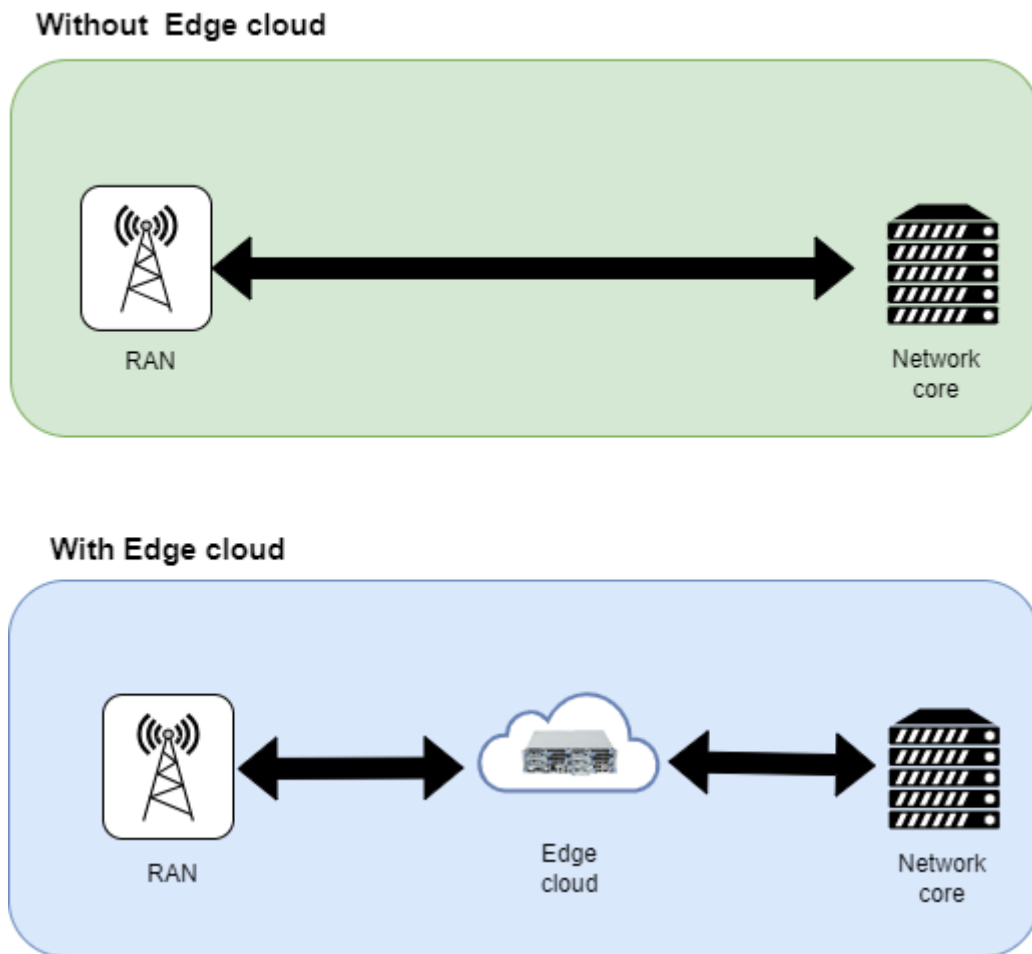 Without  Edge cloud
RAN
Network
core
With Edge cloud
RAN
Edge
cloud
Network
core